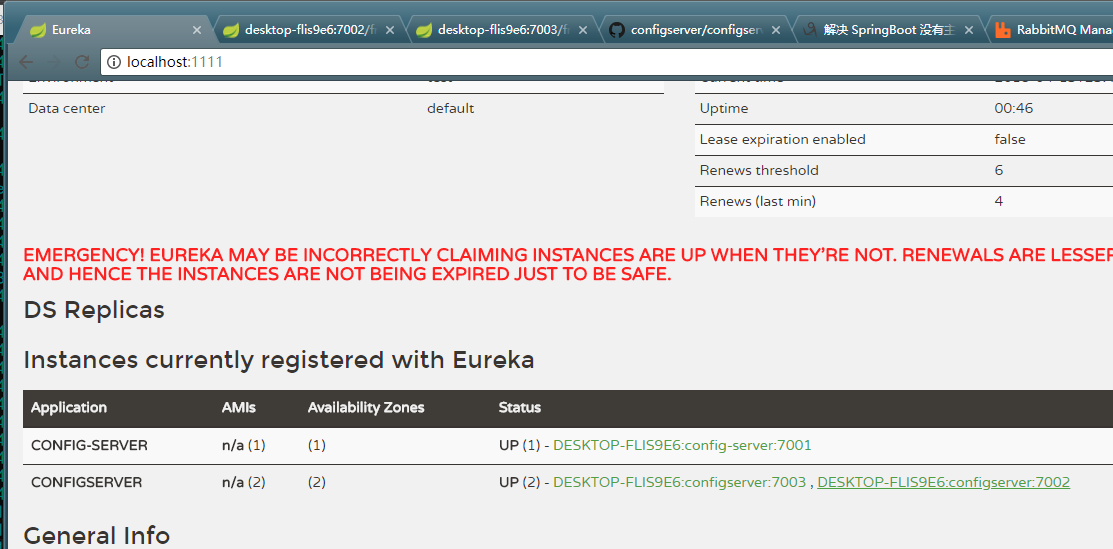 Eureka
desktop-flis9e6:7002/f
desktop-flis9e6:7003/f
configserver/configser
解决 SpringBoot 没有主
RabbitMQ Mana
localhost:1111
Data center default
Uptime 00:46
Lease expiration enabled false
Renews threshold 6
Renews (last min) 4
EMERGENCY! EUREKA MAY BE INCORRECTLY CLAIMING INSTANCES ARE UP WHEN THEY'RE NOT. RENEWALS ARE LESSER
AND HENCE THE INSTANCES ARE NOT BEING EXPIRED JUST TO BE SAFE.
DS Replicas
Instances currently registered with Eureka
Application AMIs Availability Zones Status
CONFIG-SERVER n/a (1) (1) UP (1) - DESKTOP-FLIS9E6:config-server:7001
CONFIGSERVER n/a (2) (2) UP (2) - DESKTOP-FLIS9E6:configserver:7003 , DESKTOP-FLIS9E6:configserver:7002
General Info